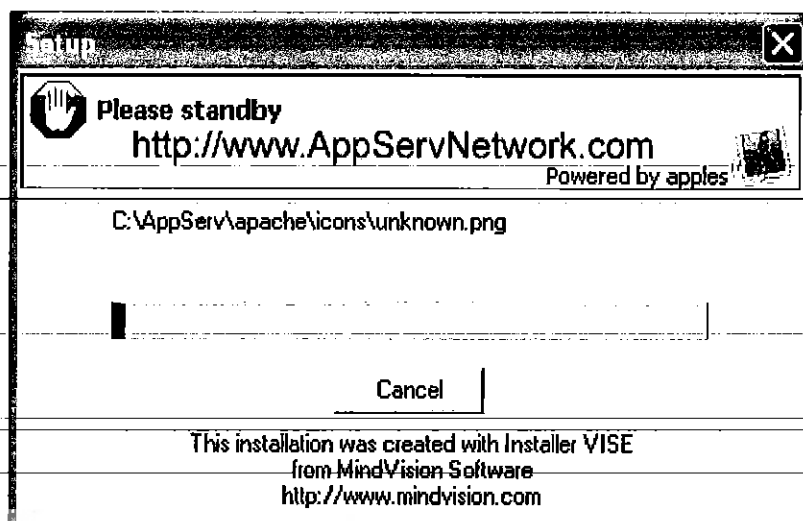 Setup
Please standby
http://www.AppServNetwork.com
Powered by apples
C:\AppServ\apache\icons\unknown.png
Cancel
This installation was created with Installer VISE
from MindVision Software
http://www.mindvision.com